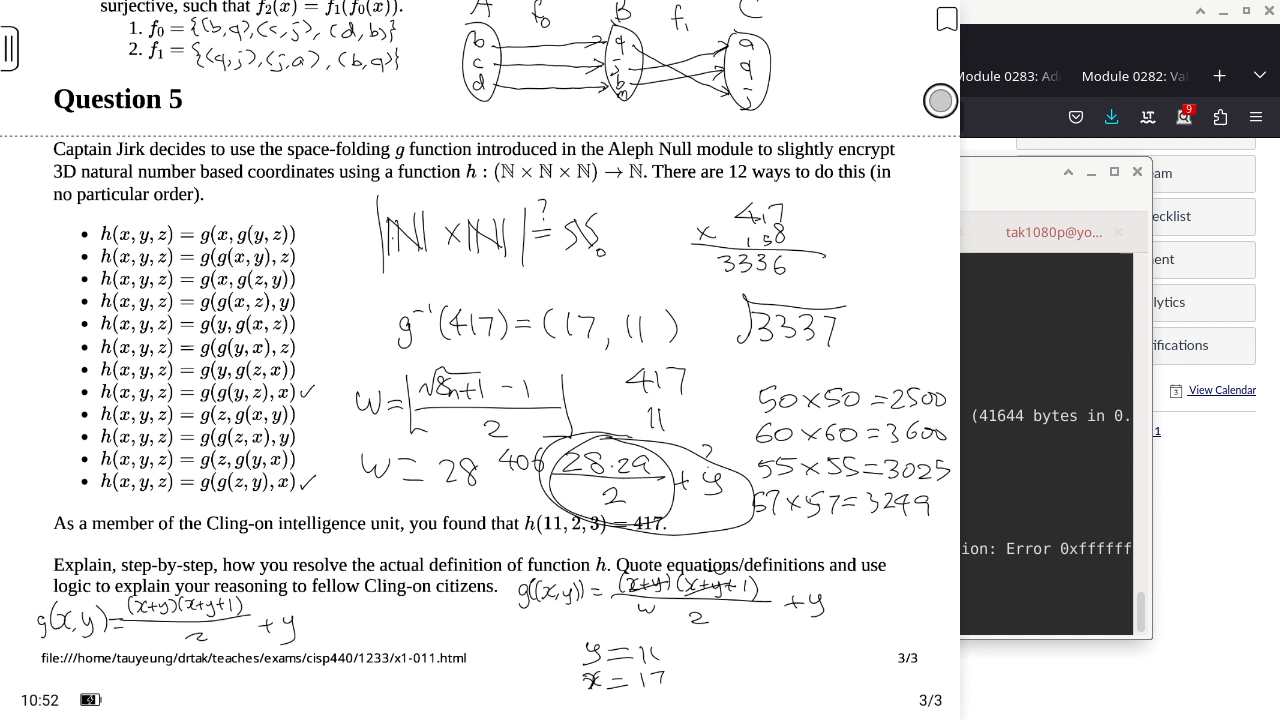 surjective, such that f₂(x) = f₁(f₀(x)).
1. f₀ = {(b,q),(c,j),(d,b)}
2. f₁ = {(q,j),(j,a),(b,q)}
A f₀ B f₁ C
b q a
c j q
d b j
Question 5
Captain Jirk decides to use the space-folding g function introduced in the Aleph Null module to slightly encrypt
3D natural number based coordinates using a function h : (ℕ × ℕ × ℕ) → ℕ. There are 12 ways to do this (in
no particular order).
• h(x, y, z) = g(x, g(y, z))
• h(x, y, z) = g(g(x, y), z)
• h(x, y, z) = g(x, g(z, y))
• h(x, y, z) = g(g(x, z), y)
• h(x, y, z) = g(y, g(x, z))
• h(x, y, z) = g(g(y, x), z)
• h(x, y, z) = g(y, g(z, x))
• h(x, y, z) = g(g(y, z), x) ✓
• h(x, y, z) = g(z, g(x, y))
• h(x, y, z) = g(g(z, x), y)
• h(x, y, z) = g(z, g(y, x))
• h(x, y, z) = g(g(z, y), x) ✓
|ℕ × ℕ| ?= ℵ₀
417
× 8
3336
g⁻¹(417) = (17, 11)
√3337
w = ⌊(√8n+1 - 1)/2⌋
417
11
406
w = 28
28·29/2 + y
?
50×50=2500
60×60=3600
55×55=3025
57×57=3249
As a member of the Cling-on intelligence unit, you found that h(11, 2, 3) = 417.
Explain, step-by-step, how you resolve the actual definition of function h. Quote equations/definitions and use
logic to explain your reasoning to fellow Cling-on citizens.
g((x,y)) = (x+y)(x+y+1)/2 + y
w
g(x,y) = (x+y)(x+y+1)/2 + y
y = 11
x = 17
file:///home/tauyeung/drtak/teaches/exams/cisp440/1233/x1-011.html
3/3
10:52
3/3
Module 0283: Ad
Module 0282: Val
9
am
ecklist
ent
lytics
ifications
View Calendar
1
tak1080p@yo...
(41644 bytes in 0.
ion: Error 0xffffff